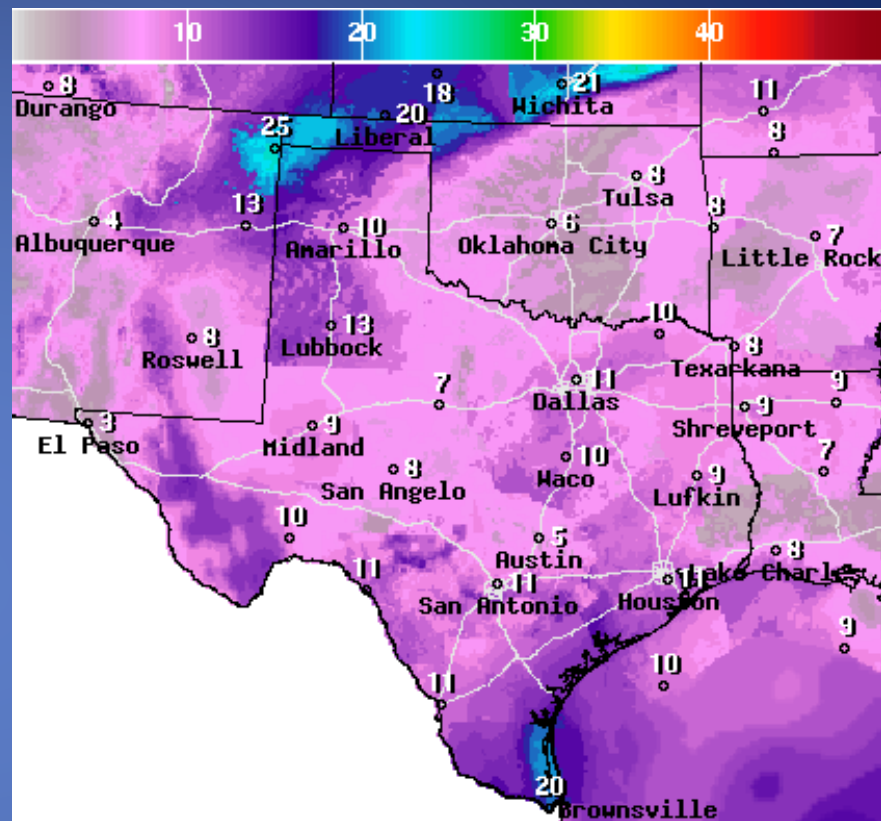 10 20 30 40
8 18 21 11
Durango Liberal 20 Wichita
25 8
8 Tulsa
4 13 10 6 8 7
Albuquerque Amarillo Oklahoma City Little Rock
8 13 10 8
Roswell Lubbock Texarkana
7 11 9 9
3 9 Dallas Shreveport
El Paso Midland 10 7
8 Waco 9
San Angelo Lufkin
10 5 8
Austin Lake Charles
11 11 11
San Antonio Houston
9
10
11
20
Brownsville